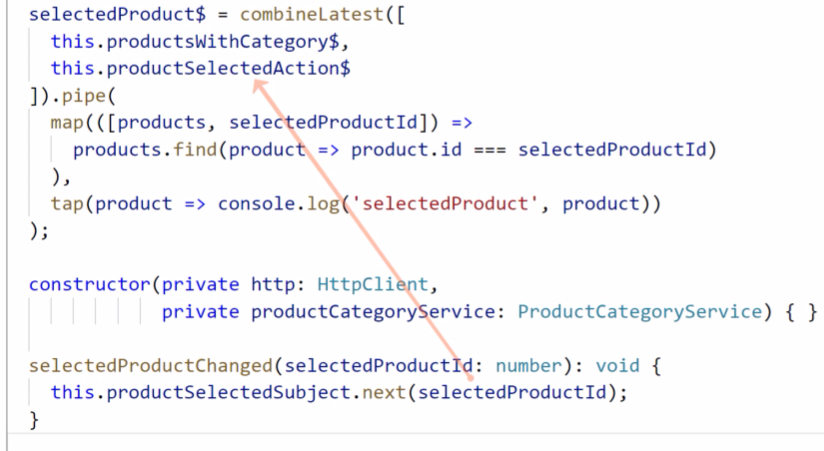 selectedProduct$ = combineLatest([
  this.productsWithCategory$,
  this.productSelectedAction$
]).pipe(
  map(([products, selectedProductId]) =>
    products.find(product => product.id === selectedProductId)
  ),
  tap(product => console.log('selectedProduct', product))
);

constructor(private http: HttpClient,
            private productCategoryService: ProductCategoryService) { }

selectedProductChanged(selectedProductId: number): void {
  this.productSelectedSubject.next(selectedProductId);
}